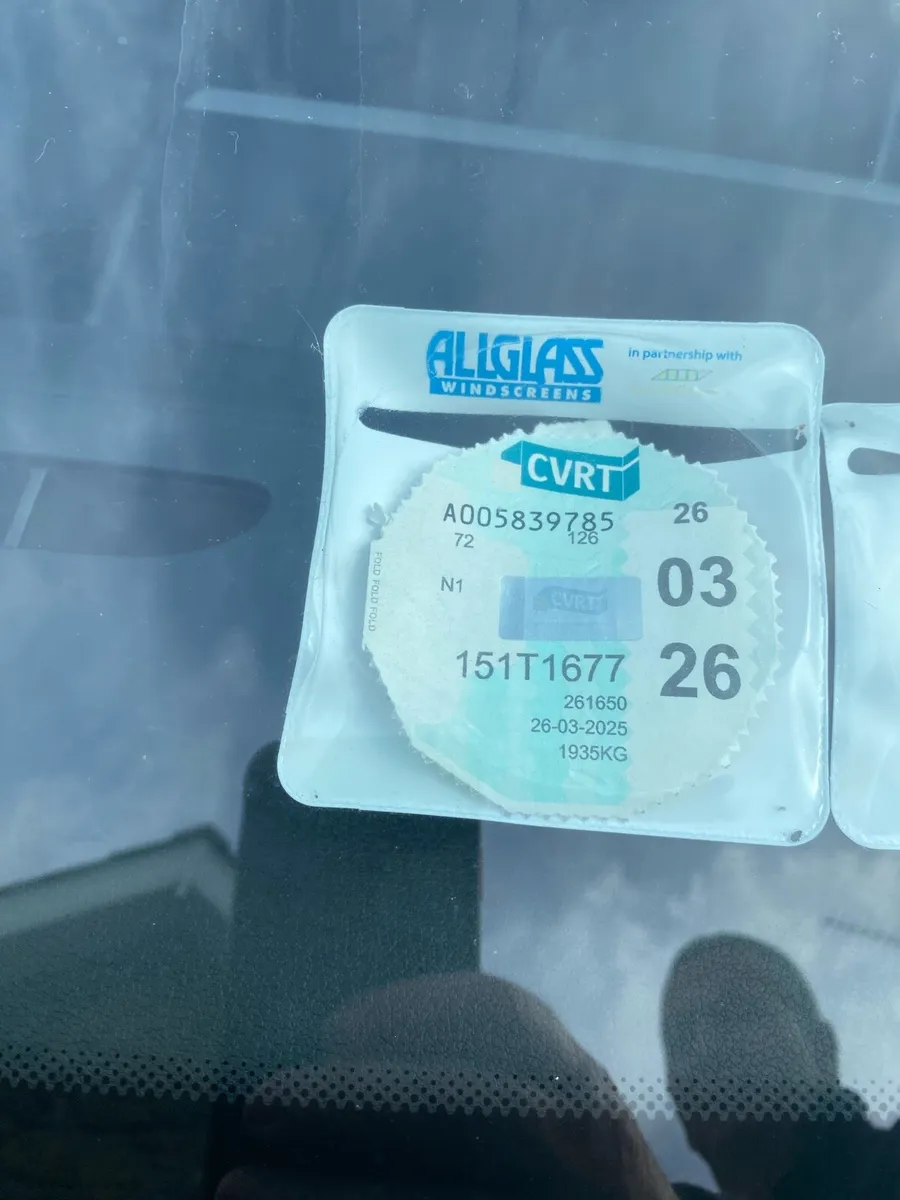 ALLGLASS
WINDSCREENS
in partnership with
CVRT
A005839785
26
72
126
FOLD FOLD FOLD
N1
CVRT
03
151T1677
26
261650
26-03-2025
1935KG